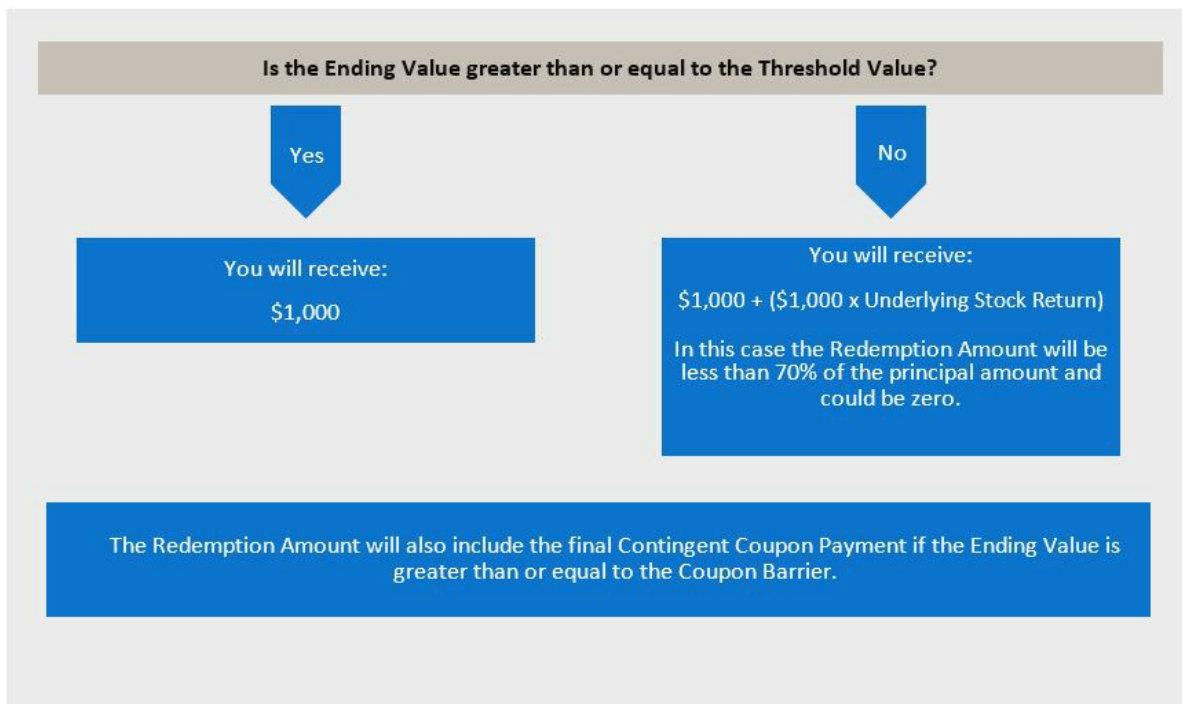 Is the Ending Value greater than or equal to the Threshold Value?
Yes
No
You will receive:
$1,000
You will receive:
$1,000 + ($1,000 x Underlying Stock Return)
In this case the Redemption Amount will be
less than 70% of the principal amount and
could be zero.
The Redemption Amount will also include the final Contingent Coupon Payment if the Ending Value is
greater than or equal to the Coupon Barrier.